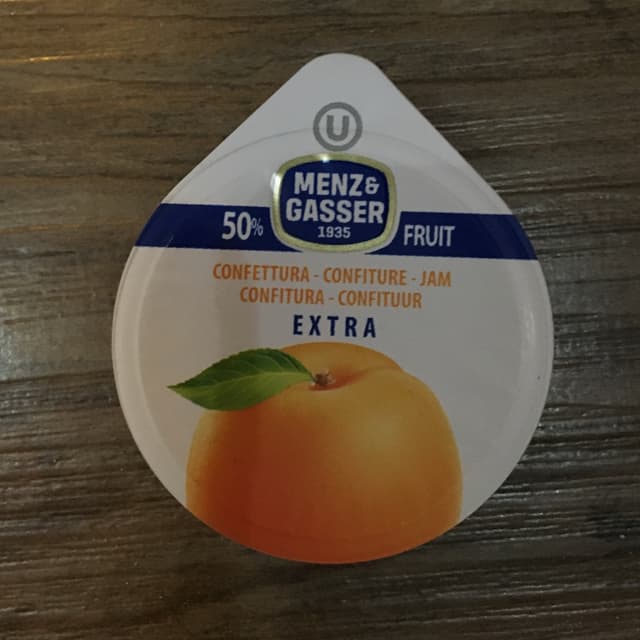 U
MENZ&
GASSER
1935
50% FRUIT
CONFETTURA - CONFITURE - JAM
CONFITURA - CONFITUUR
EXTRA